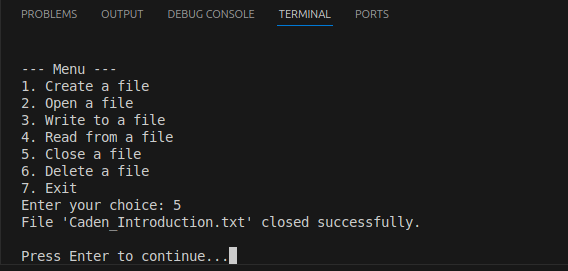 PROBLEMS OUTPUT DEBUG CONSOLE TERMINAL PORTS
--- Menu ---
1. Create a file
2. Open a file
3. Write to a file
4. Read from a file
5. Close a file
6. Delete a file
7. Exit
Enter your choice: 5
File 'Caden_Introduction.txt' closed successfully.
Press Enter to continue...